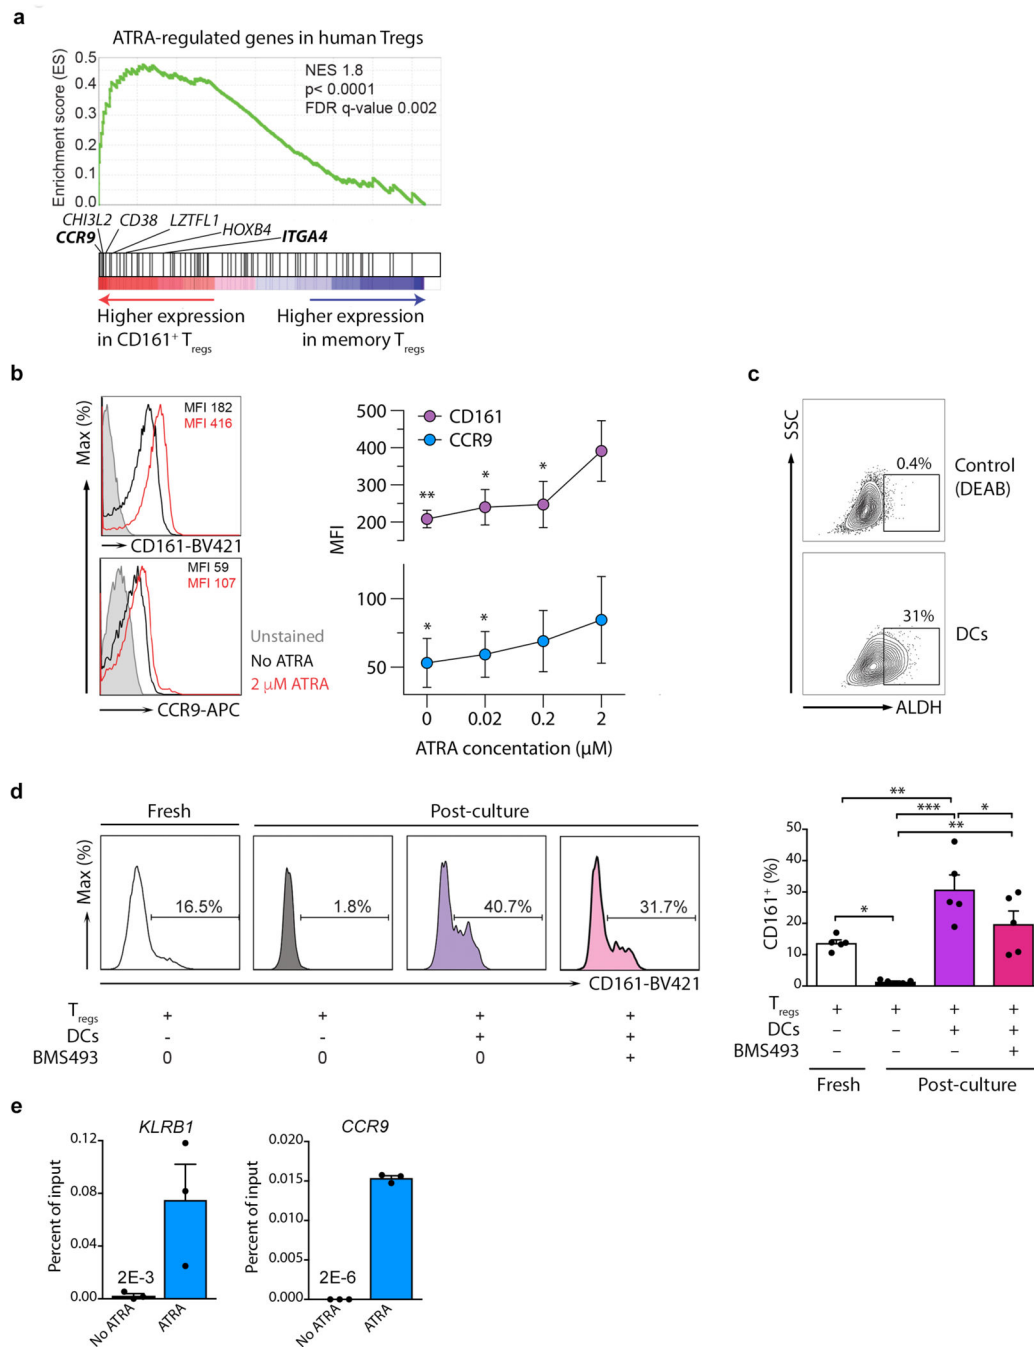 a
ATRA-regulated genes in human Tregs
Enrichment score (ES)
0.5
0.4
0.3
0.2
0.1
0.0
NES 1.8
p< 0.0001
FDR q-value 0.002
CHI3L2 CD38 LZTFL1
CCR9 HOXB4 ITGA4
Higher expression
in CD161+ Tregs
Higher expression
in memory Tregs
b
Max (%)
MFI 182
MFI 416
CD161-BV421
MFI 59
MFI 107
CCR9-APC
Unstained
No ATRA
2 μM ATRA
MFI
500
400
300
200
100
50
CD161
CCR9
**
*
*
*
*
0 0.02 0.2 2
ATRA concentation (μM)
c
SSC
0.4%
Control
(DEAB)
31%
DCs
ALDH
d
Fresh Post-culture
Max (%)
16.5% 1.8% 40.7% 31.7%
CD161-BV421
Tregs + + + +
DCs - - + +
BMS493 0 0 0 +
CD161+ (%)
50
40
30
20
10
0
**
*** *
**
*
Tregs + + + +
DCs – – + +
BMS493 – – – +
Fresh Post-culture
e
KLRB1
Percent of input
0.12
0.08
0.04
0.00
2E-3
No ATRA ATRA
CCR9
Percent of input
0.020
0.015
0.010
0.005
0.000
2E-6
No ATRA ATRA